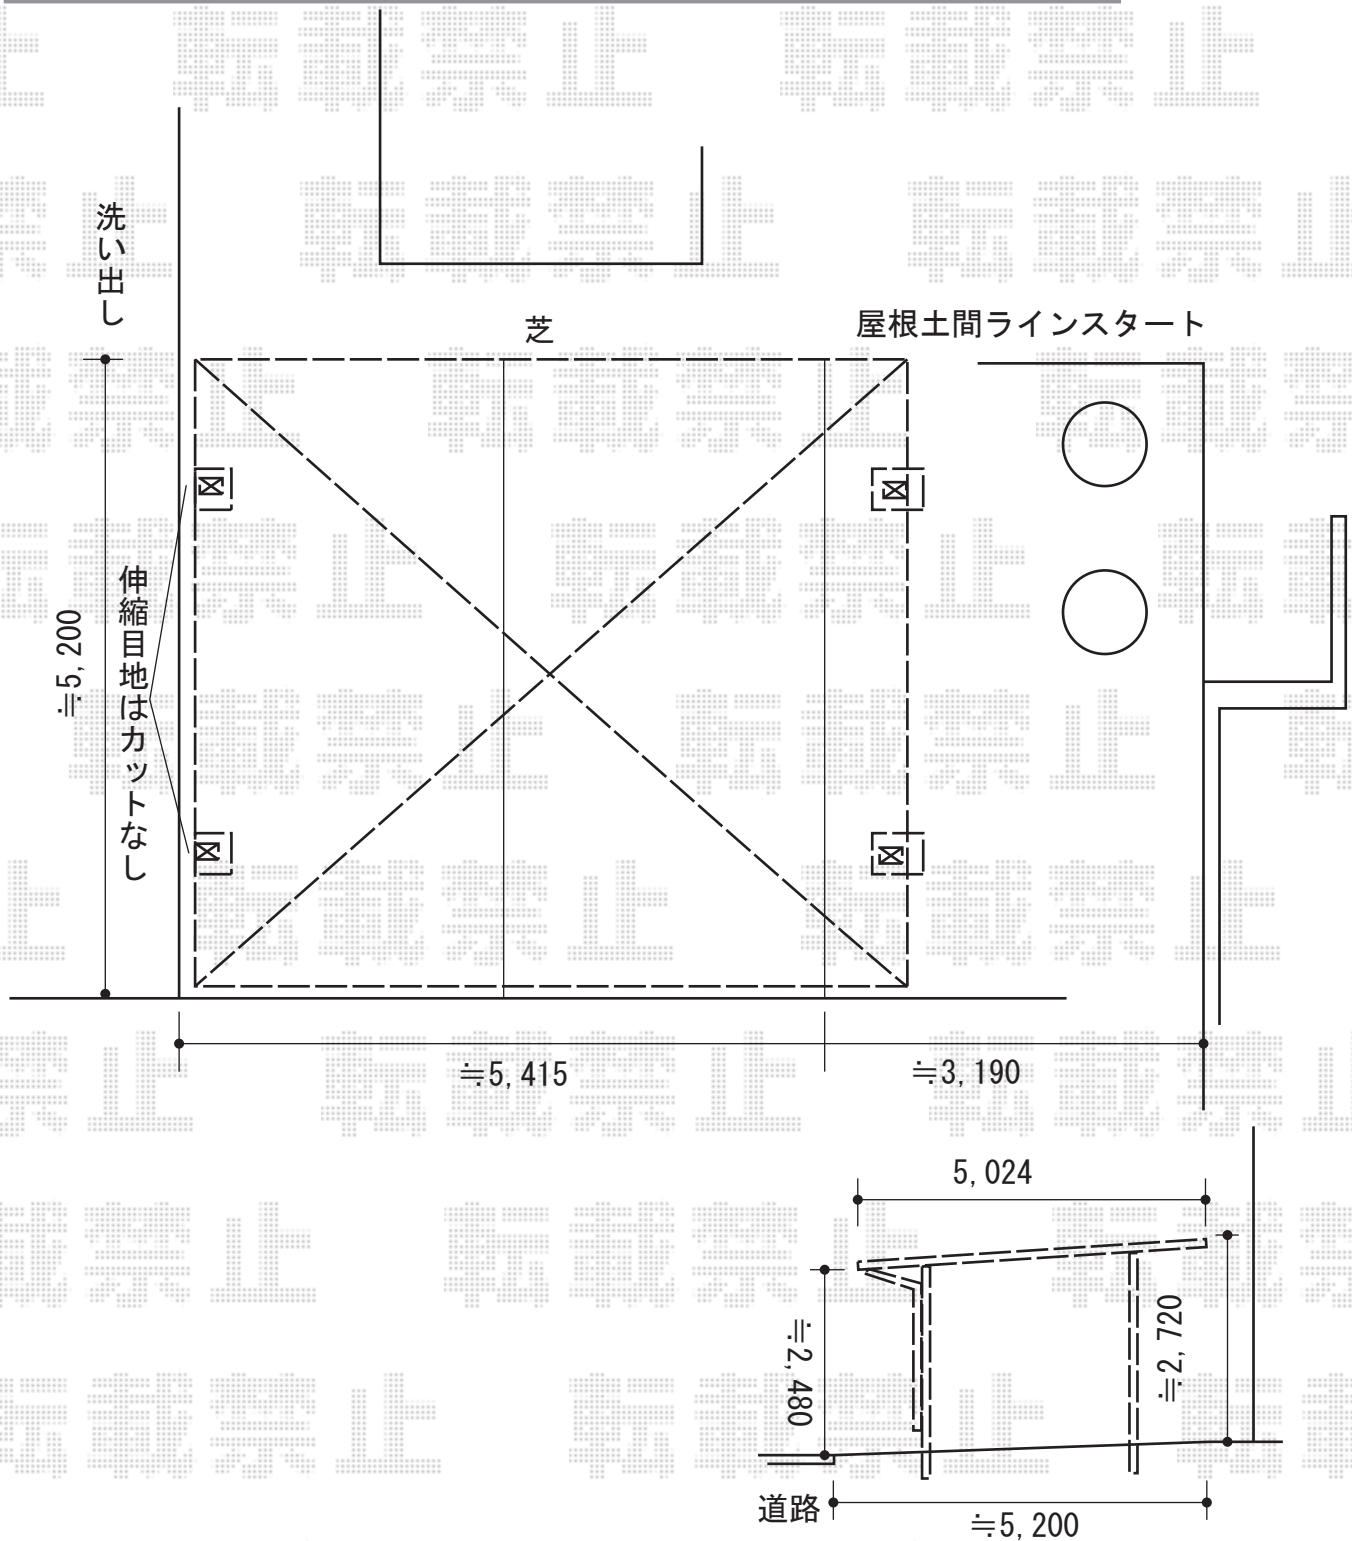 転載禁止
洗い出し
芝
屋根土間ラインスタート
≒5,200
伸縮目地はカットなし
≒5,415
≒3,190
5,024
≒2,480
≒2,720
道路
≒5,200